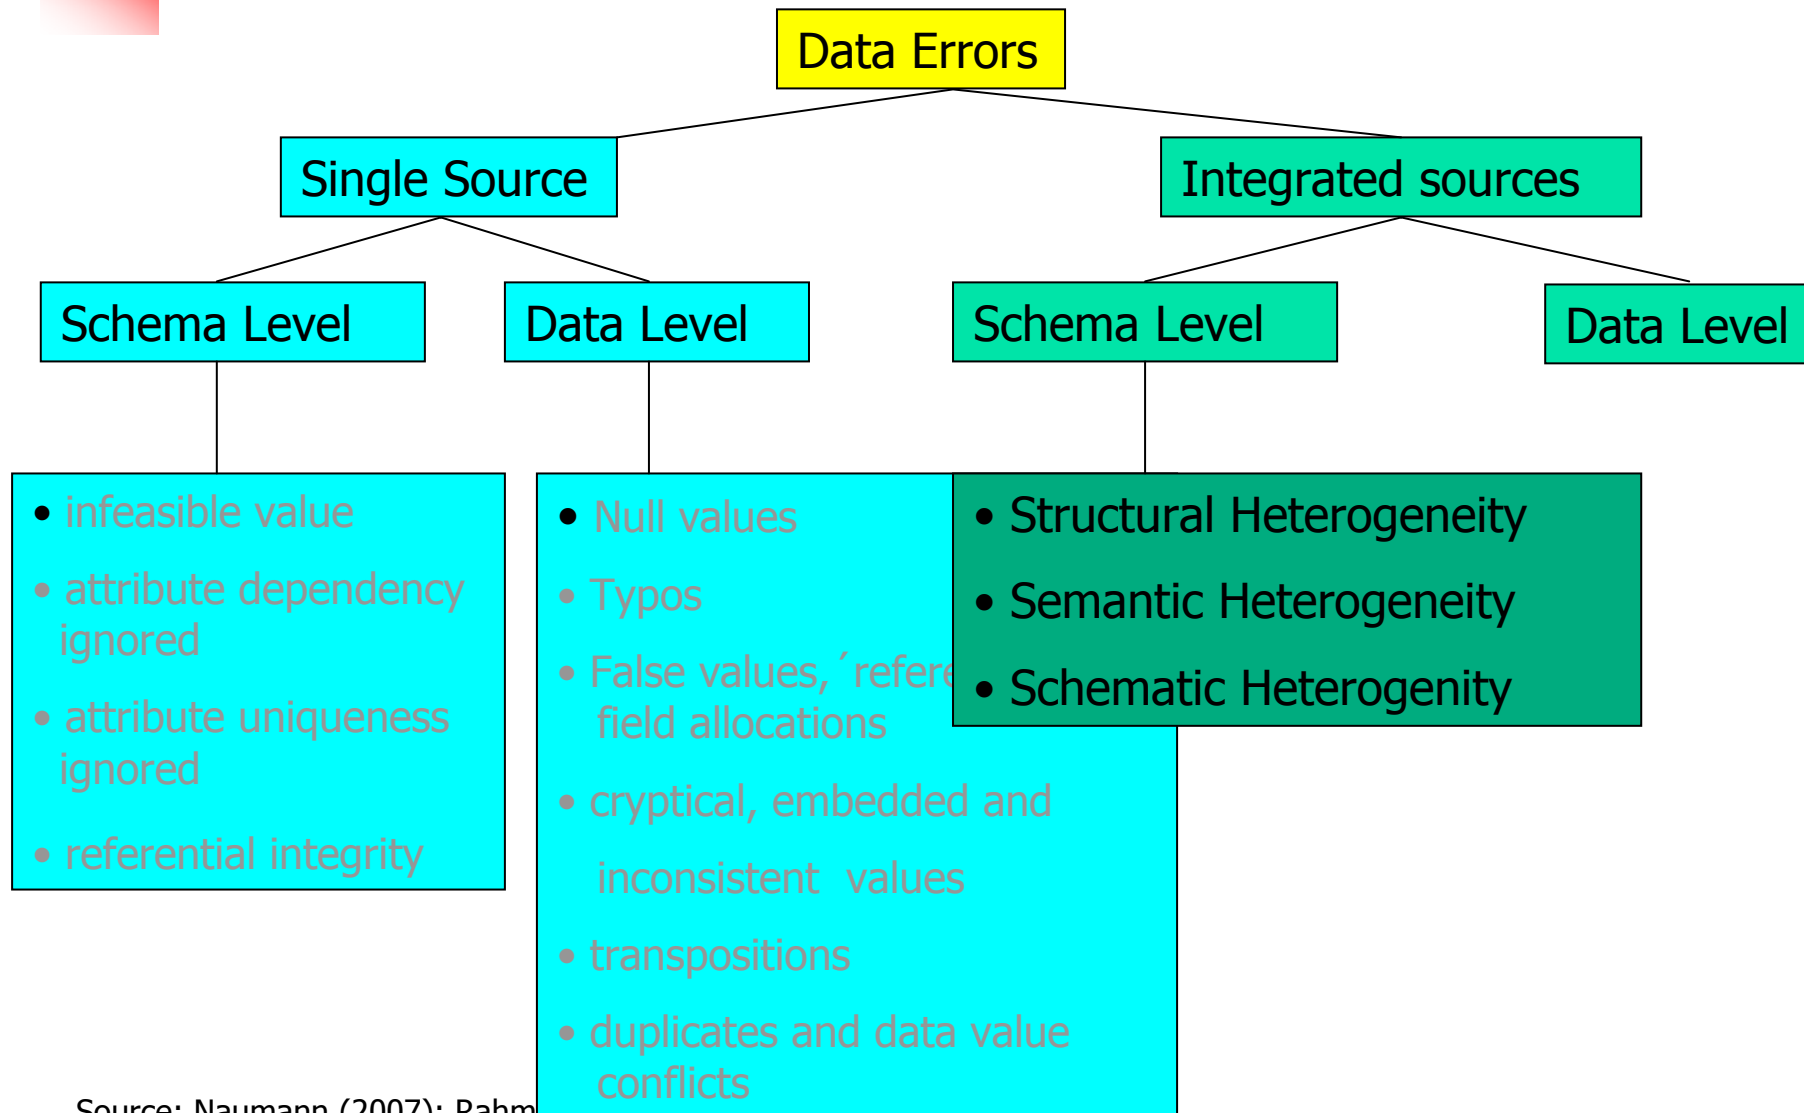 Data Errors
Single Source
Integrated sources
Schema Level
Data Level
Schema Level
Data Level
• infeasible value
• attribute dependency
ignored
• attribute uniqueness
ignored
• referential integrity
• Null values
• Typos
• False values, ´refere
field allocations
• cryptical, embedded and
inconsistent values
• transpositions
• duplicates and data value
conflicts
• Structural Heterogeneity
• Semantic Heterogeneity
• Schematic Heterogenity
Source: Naumann (2007); Rahm